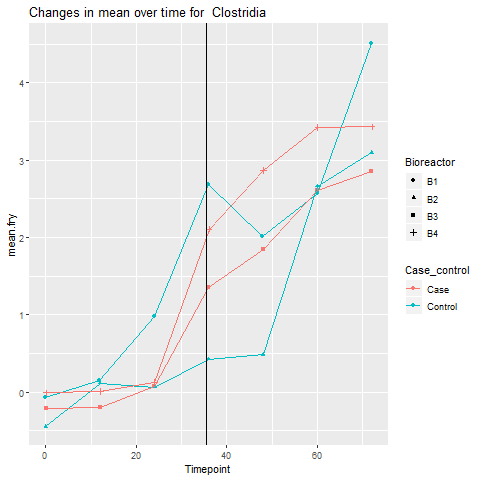 Changes in mean over time for  Clostridia
mean.fry
4
3
2
1
0
0
20
40
60
Timepoint
Bioreactor
B1
B2
B3
B4
Case_control
Case
Control